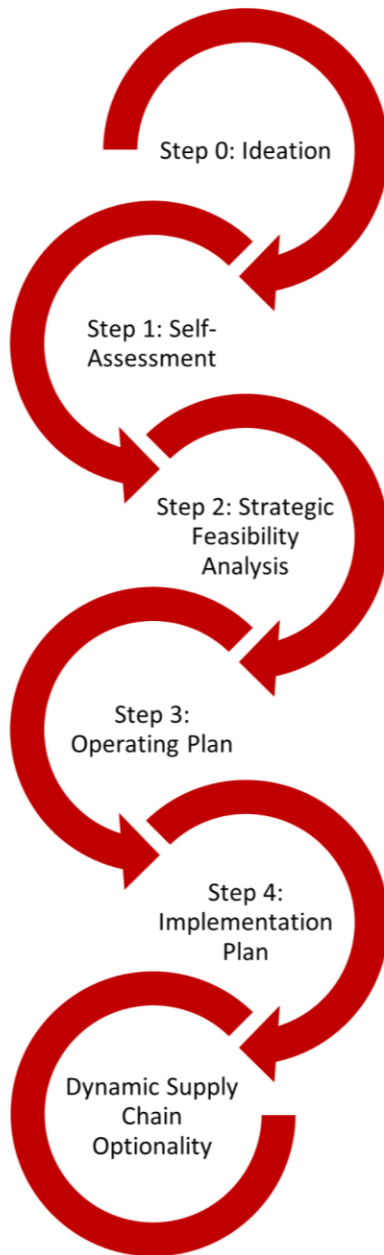 Step 0: Ideation
Step 1: Self-
Assessment
Step 2: Strategic
Feasibility
Analysis
Step 3:
Operating Plan
Step 4:
Implementation
Plan
Dynamic Supply
Chain
Optionality